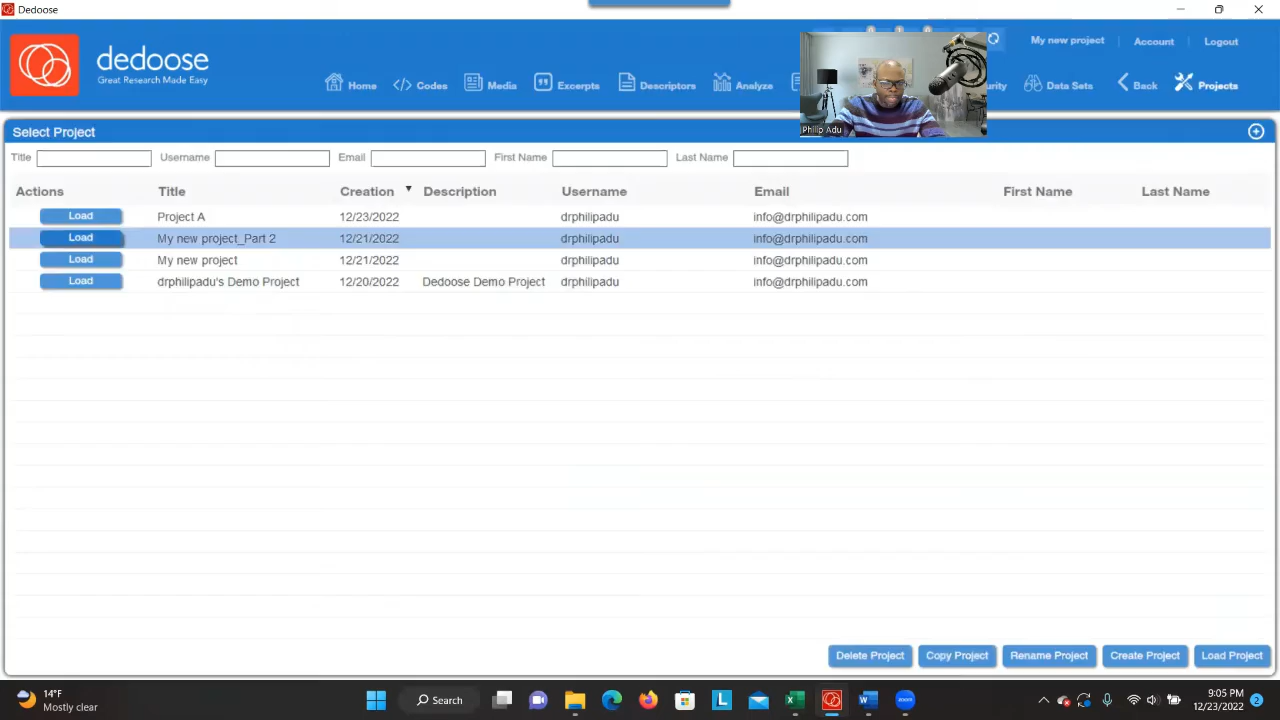 Dedoose
dedoose
Great Research Made Easy
My new project Account Logout
Home Codes Media Excerpts Descriptors Analyze Data Sets Back Projects
Philip Adu
Select Project
Title Username Email First Name Last Name
Actions Title Creation Description Username Email First Name Last Name
Load Project A 12/23/2022 drphilipadu info@drphilipadu.com
Load My new project_Part 2 12/21/2022 drphilipadu info@drphilipadu.com
Load My new project 12/21/2022 drphilipadu info@drphilipadu.com
Load drphilipadu's Demo Project 12/20/2022 Dedoose Demo Project drphilipadu info@drphilipadu.com
Delete Project Copy Project Rename Project Create Project Load Project
14°F
Mostly clear
Search
L
zoom
9:05 PM
12/23/2022
2